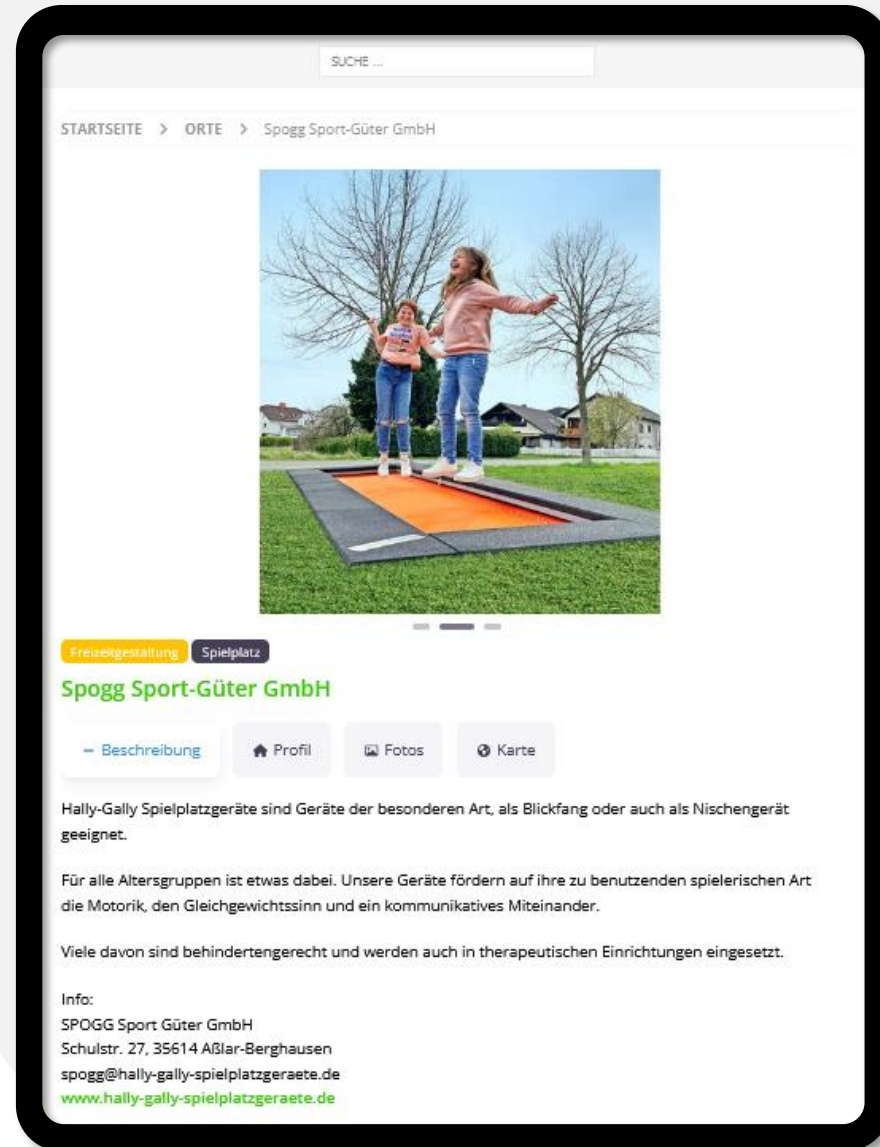 SUCHE ...
STARTSEITE > ORTE > Spogg Sport-Güter GmbH
Freizeitgestaltung Spielplatz
Spogg Sport-Güter GmbH
– Beschreibung Profil Fotos Karte
Hally-Gally Spielplatzgeräte sind Geräte der besonderen Art, als Blickfang oder auch als Nischengerät
geeignet.
Für alle Altersgruppen ist etwas dabei. Unsere Geräte fördern auf ihre zu benutzenden spielerischen Art
die Motorik, den Gleichgewichtssinn und ein kommunikatives Miteinander.
Viele davon sind behindertengerecht und werden auch in therapeutischen Einrichtungen eingesetzt.
Info:
SPOGG Sport Güter GmbH
Schulstr. 27, 35614 Aßlar-Berghausen
spogg@hally-gally-spielplatzgeraete.de
www.hally-gally-spielplatzgeraete.de